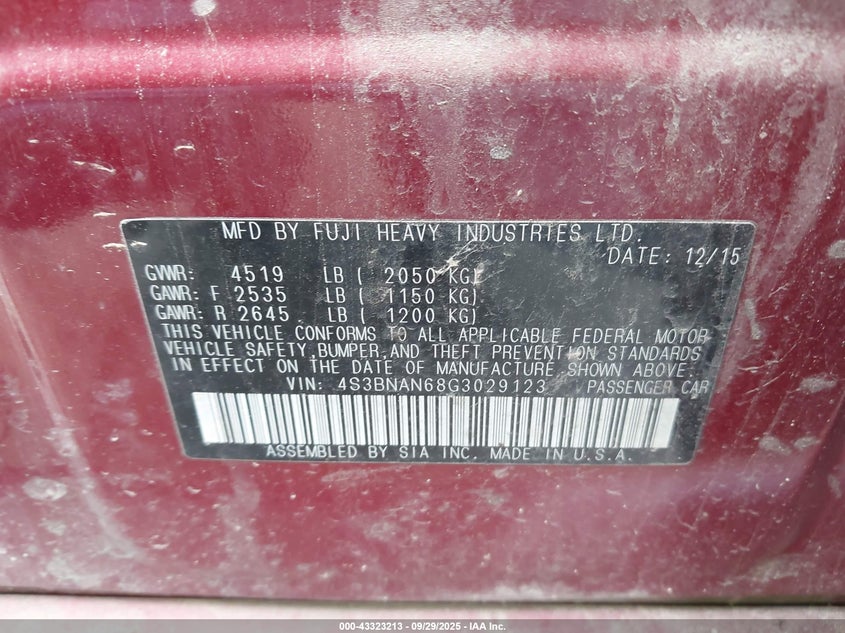 MFD BY FUJI HEAVY INDUSTRIES LTD.
DATE: 12/15
GVWR: 4519 LB ( 2050 KG)
GAWR: F 2535 LB ( 1150 KG)
GAWR: R 2645 LB ( 1200 KG)
THIS VEHICLE CONFORMS TO ALL APPLICABLE FEDERAL MOTOR
VEHICLE SAFETY,BUMPER,AND THEFT PREVENTION STANDARDS
IN EFFECT ON THE DATE OF MANUFACTURE SHOWN ABOVE.
VIN: 4S3BNAN68G3029123 PASSENGER CAR
ASSEMBLED BY SIA INC. MADE IN U.S.A.
000-43323213 - 09/29/2025 - IAA Inc.